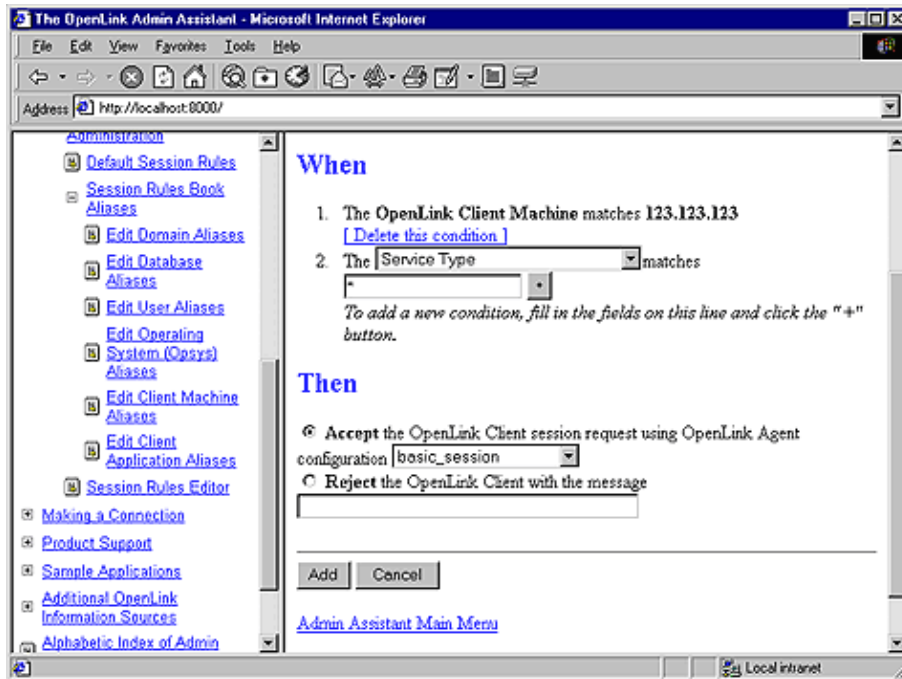 The OpenLink Admin Assistant - Microsoft Internet Explorer
File Edit View Favorites Tools Help
Address http://localhost:8000/
Administration
Default Session Rules
Session Rules Book
Aliases
Edit Domain Aliases
Edit Database
Aliases
Edit User Aliases
Edit Operating
System (Opsys)
Aliases
Edit Client Machine
Aliases
Edit Client
Application Aliases
Session Rules Editor
Making a Connection
Product Support
Sample Applications
Additional OpenLink
Information Sources
Alphabetic Index of Admin
When
1. The OpenLink Client Machine matches 123.123.123
[ Delete this condition ]
2. The Service Type matches
*
To add a new condition, fill in the fields on this line and click the "+"
button.
Then
Accept the OpenLink Client session request using OpenLink Agent
configuration basic_session
Reject the OpenLink Client with the message
Add Cancel
Admin Assistant Main Menu
Local intranet